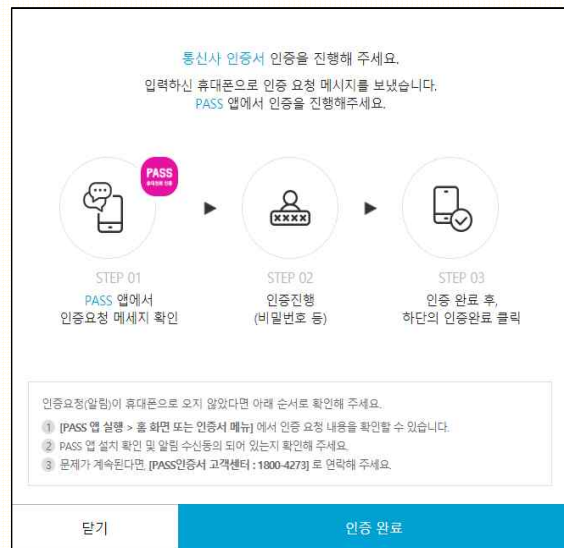 통신사 인증서 인증을 진행해 주세요.
입력하신 휴대폰으로 인증 요청 메시지를 보냈습니다.
PASS 앱에서 인증을 진행해주세요.
PASS
××××
STEP 01
PASS 앱에서
인증요청 메세지 확인
STEP 02
인증진행
(비밀번호 등)
STEP 03
인증 완료 후,
하단의 인증완료 클릭
인증요청(알림)이 휴대폰으로 오지 않았다면 아래 순서로 확인해 주세요.
1 [PASS 앱 실행 > 홈 화면 또는 인증서 메뉴] 에서 인증 요청 내용을 확인할 수 있습니다.
2 PASS 앱 설치 확인 및 알림 수신동의 되어 있는지 확인해 주세요.
3 문제가 계속된다면, [PASS인증서 고객센터 : 1800-4273] 로 연락해 주세요.
닫기
인증 완료